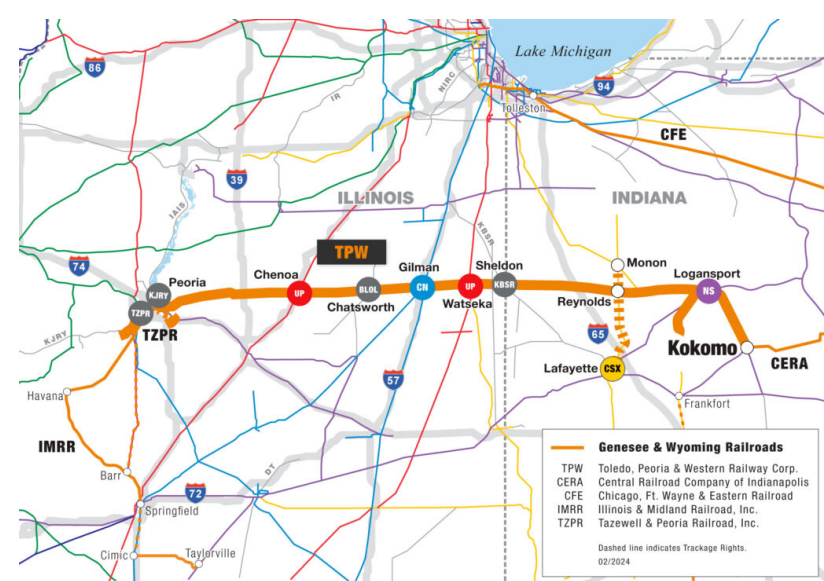 Lake Michigan
86
94
NIRC
IR
Tolleston
CFE
39
ILLINOIS
INDIANA
IAIS
KBSR
TPW
74
Peoria
Chenoa
Gilman
Sheldon
Monon
Logansport
KJRY
UP
BLOL
CN
UP
KBSR
NS
TZPR
Chatsworth
Watseka
Reynolds
TZPR
KJRY
65
Kokomo
CERA
57
Lafayette
CSX
Havana
Frankfort
IMRR
DT
Barr
72
Springfield
Cimic
Taylorville
Genesee & Wyoming Railroads
TPW Toledo, Peoria & Western Railway Corp.
CERA Central Railroad Company of Indianapolis
CFE Chicago, Ft. Wayne & Eastern Railroad
IMRR Illinois & Midland Railroad, Inc.
TZPR Tazewell & Peoria Railroad, Inc.
Dashed line indicates Trackage Rights.
02/2024